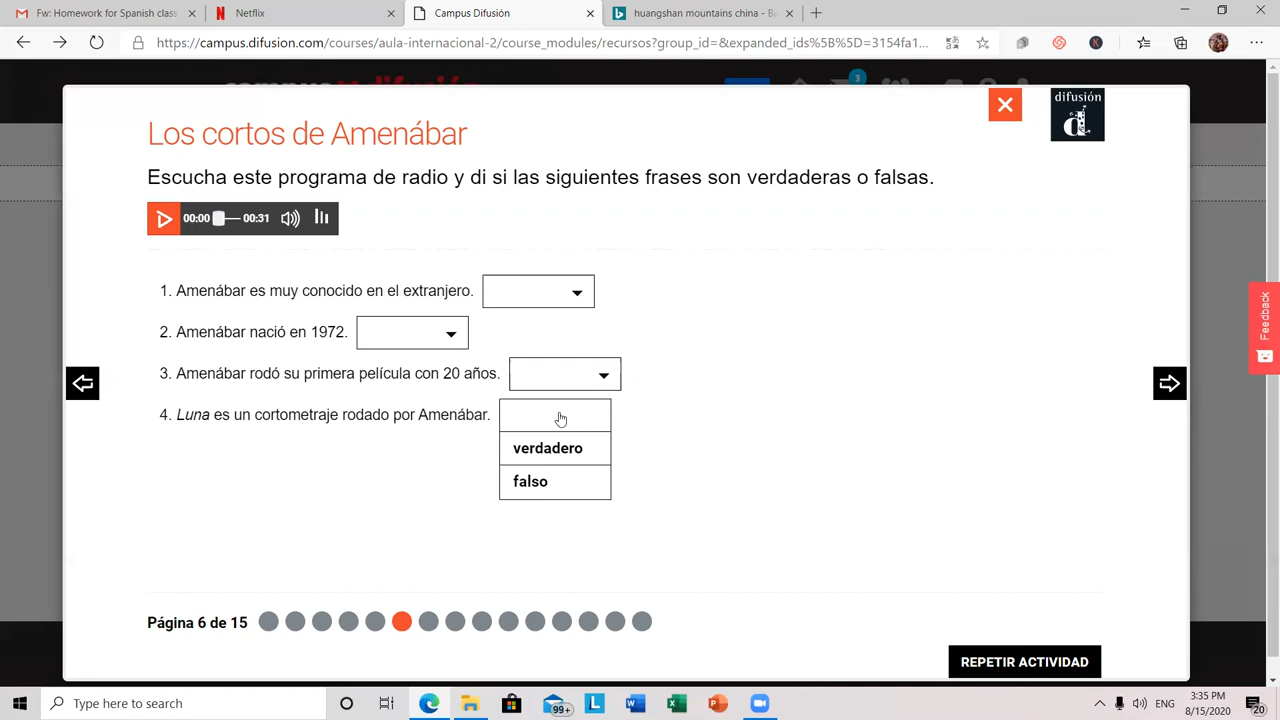 Fw: Homework for Spanish class
Netflix
Campus Difusión
huangshan mountains china - Bi
https://campus.difusion.com/courses/aula-internacional-2/course_modules/recursos?group_id=&expanded_ids%5B%5D=3154fa1...
3
Los cortos de Amenábar
difusión
d
Escucha este programa de radio y di si las siguientes frases son verdaderas o falsas.
00:00 00:31
1. Amenábar es muy conocido en el extranjero.
2. Amenábar nació en 1972.
3. Amenábar rodó su primera película con 20 años.
4. Luna es un cortometraje rodado por Amenábar.
verdadero
falso
Feedback
Página 6 de 15
REPETIR ACTIVIDAD
Type here to search
99+
ENG
3:35 PM
8/15/2020
20